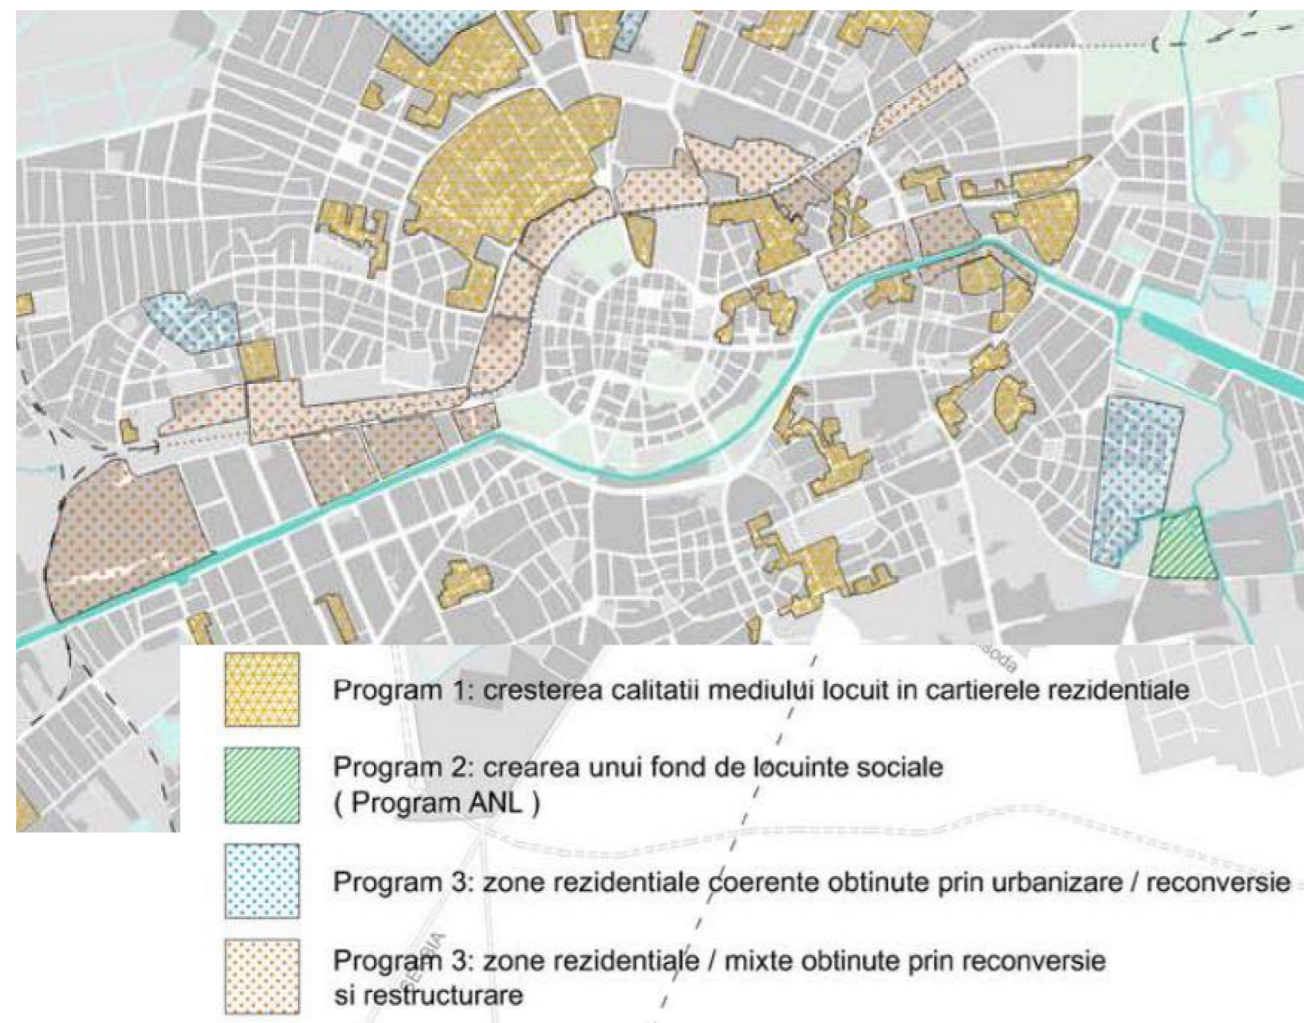 soda
Program 1: cresterea calitatii mediului locuit in cartierele rezidentiale
Program 2: crearea unui fond de locuinte sociale
( Program ANL )
Program 3: zone rezidentiale coerente obtinute prin urbanizare / reconversie
Program 3: zone rezidentiale / mixte obtinute prin reconversie
si restructurare
SERBIA